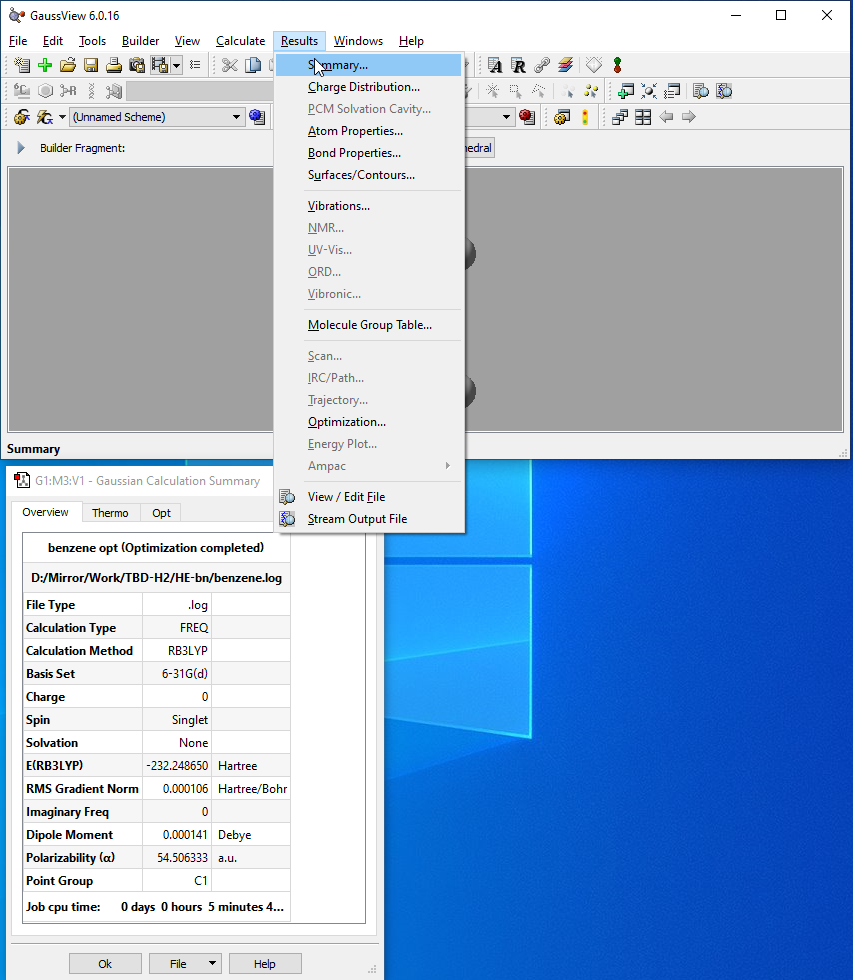 GaussView 6.0.16
File Edit Tools Builder View Calculate Results Windows Help
Summary...
Charge Distribution...
PCM Solvation Cavity...
(Unnamed Scheme)
Atom Properties...
Builder Fragment:
Bond Properties...
Surfaces/Contours...
Vibrations...
NMR...
UV-Vis...
ORD...
Vibronic...
Molecule Group Table...
Scan...
IRC/Path...
Trajectory...
Optimization...
Energy Plot...
Ampac
View / Edit File
Stream Output File
Summary
G1:M3:V1 - Gaussian Calculation Summary
Overview Thermo Opt
benzene opt (Optimization completed)
D:/Mirror/Work/TBD-H2/HE-bn/benzene.log
File Type .log
Calculation Type FREQ
Calculation Method RB3LYP
Basis Set 6-31G(d)
Charge 0
Spin Singlet
Solvation None
E(RB3LYP) -232.248650 Hartree
RMS Gradient Norm 0.000106 Hartree/Bohr
Imaginary Freq 0
Dipole Moment 0.000141 Debye
Polarizability (α) 54.506333 a.u.
Point Group C1
Job cpu time: 0 days 0 hours 5 minutes 4...
Ok File Help